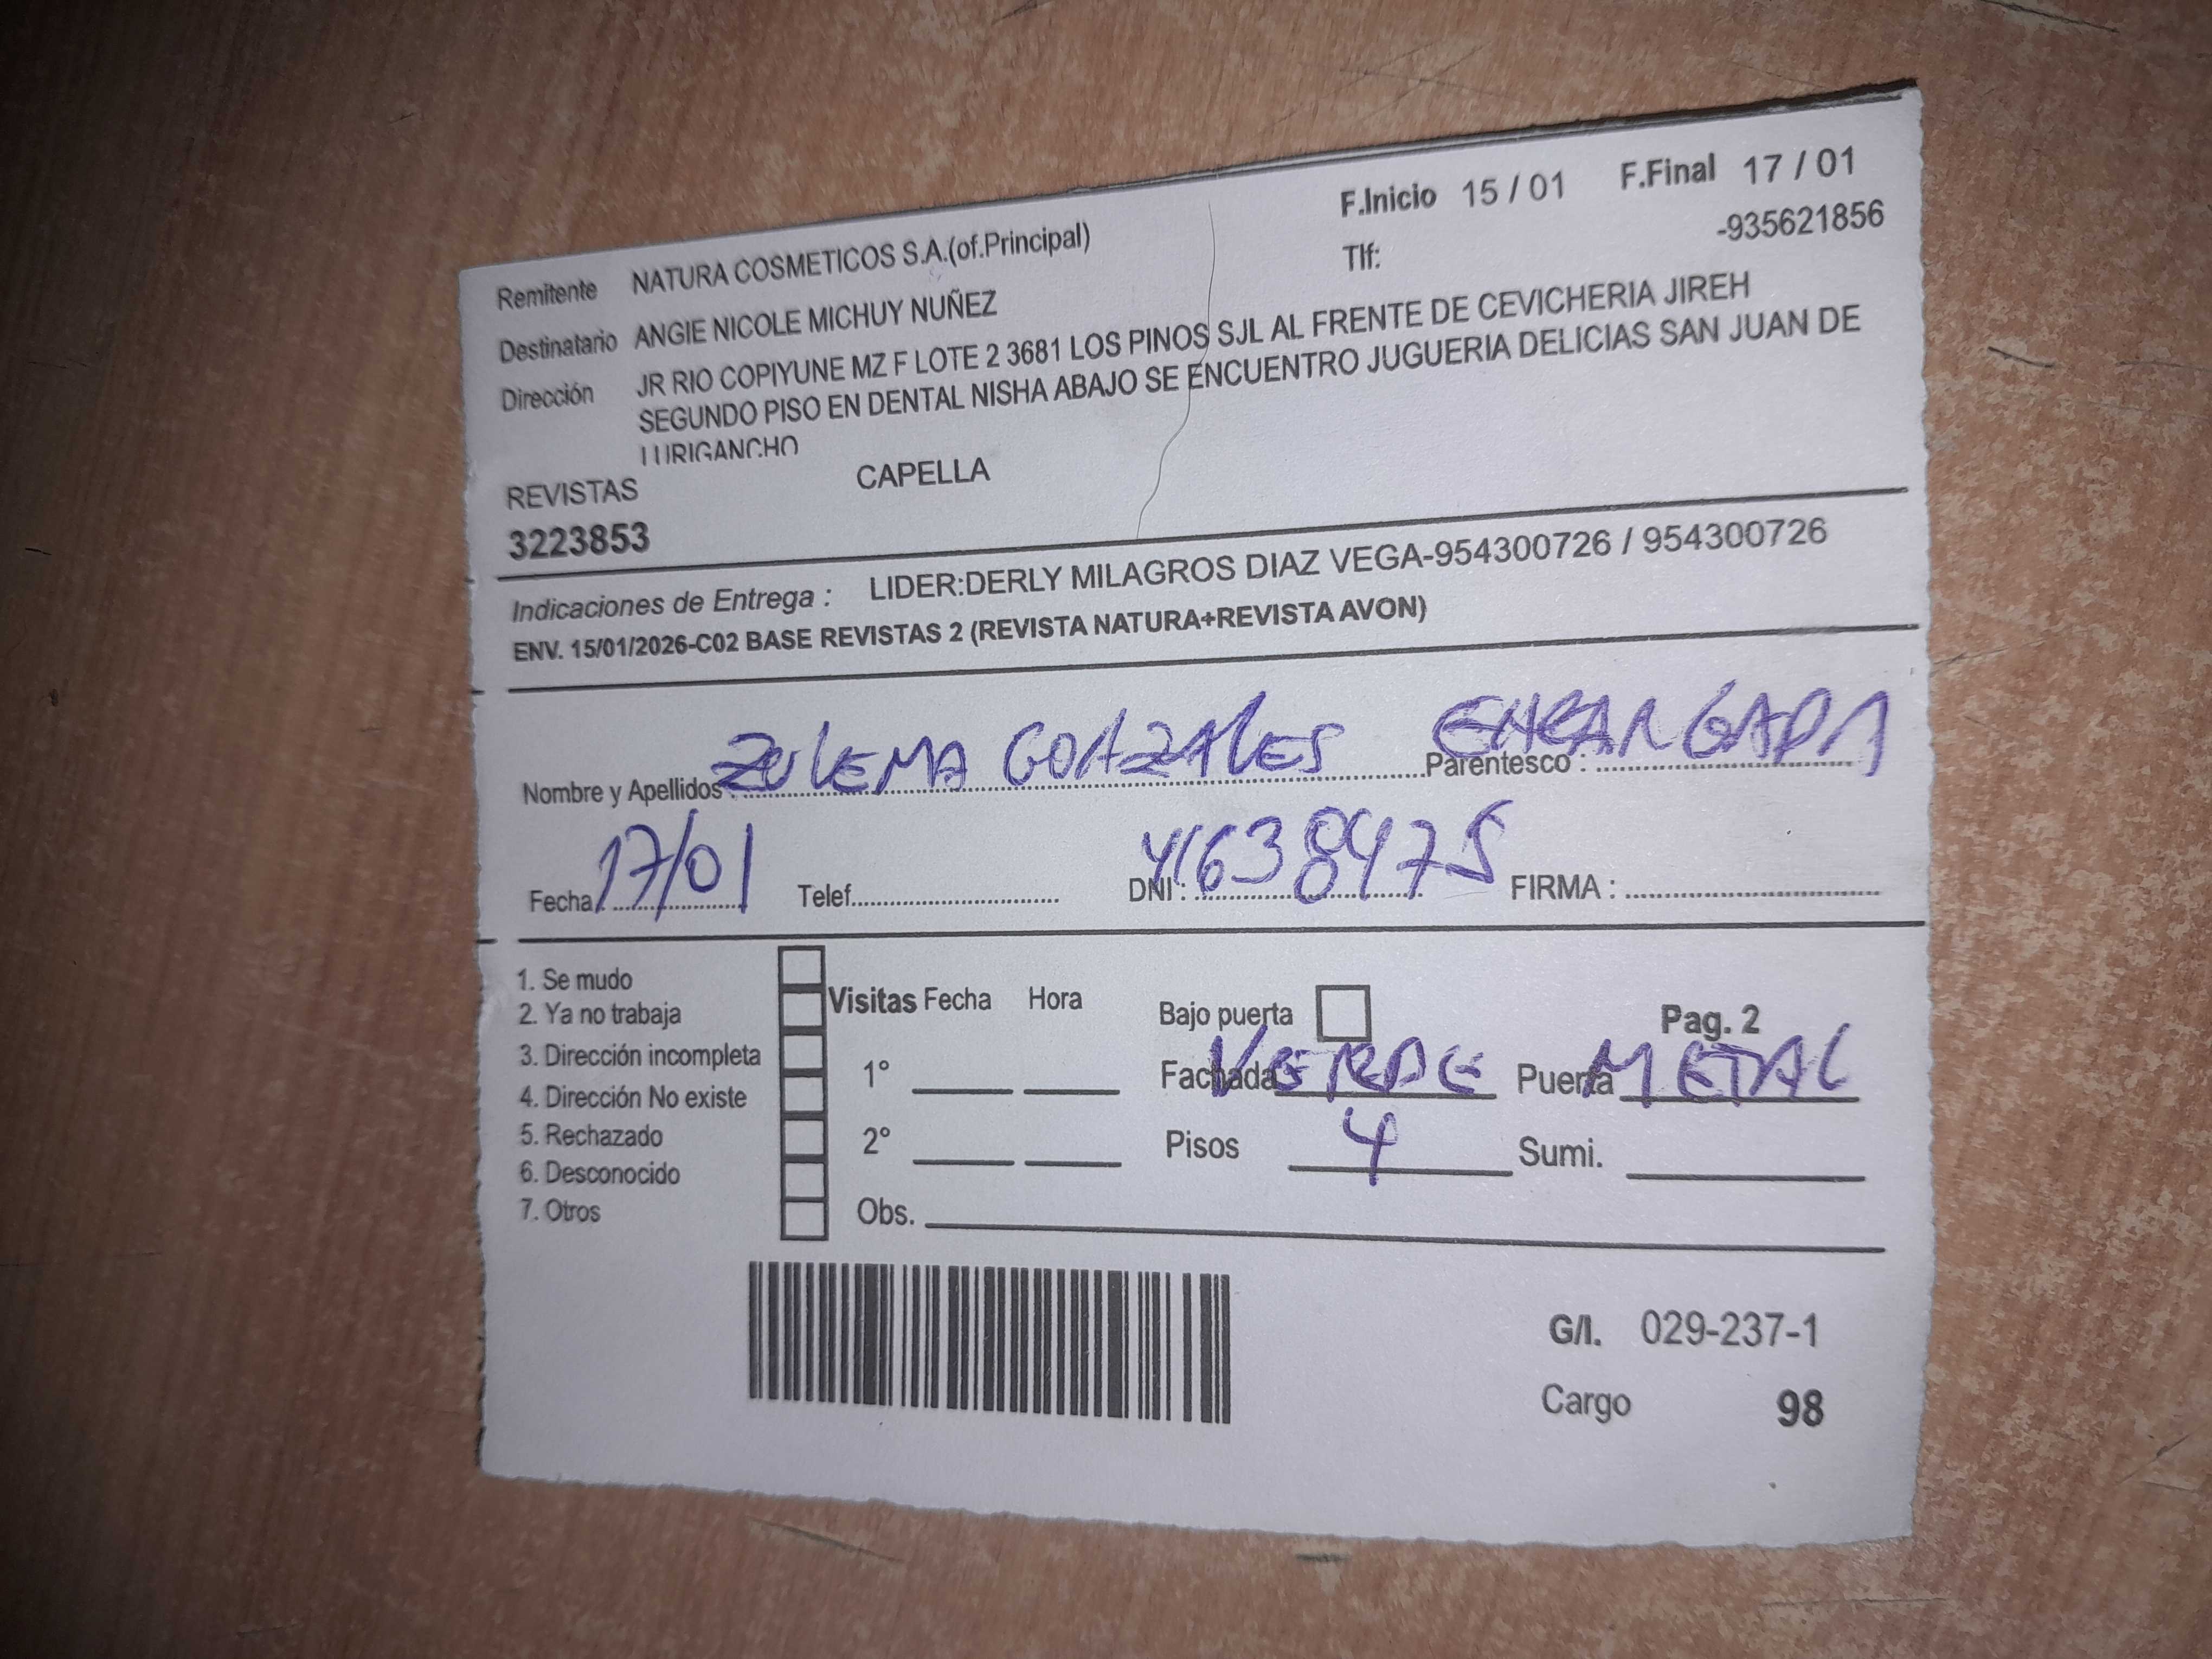 F.Inicio 15 / 01 F.Final 17 / 01
Remitente NATURA COSMETICOS S.A.(of.Principal) Tlf: -935621856
Destinatario ANGIE NICOLE MICHUY NUÑEZ
Dirección JR RIO COPIYUNE MZ F LOTE 2 3681 LOS PINOS SJL AL FRENTE DE CEVICHERIA JIREH
SEGUNDO PISO EN DENTAL NISHA ABAJO SE ENCUENTRO JUGUERIA DELICIAS SAN JUAN DE
LURIGANCHO
REVISTAS CAPELLA
3223853
Indicaciones de Entrega : LIDER:DERLY MILAGROS DIAZ VEGA-954300726 / 954300726
ENV. 15/01/2026-C02 BASE REVISTAS 2 (REVISTA NATURA+REVISTA AVON)
Nombre y Apellidos : ZULEMA GONZALES Parentesco : ENCARGADA
Fecha : 17/01 Telef. DNI : 41638475 FIRMA :
1. Se mudo
2. Ya no trabaja
3. Dirección incompleta
4. Dirección No existe
5. Rechazado
6. Desconocido
7. Otros
Visitas Fecha Hora
1°
2°
Obs.
Bajo puerta Pag. 2
Fachada VERDE Puerta METAL
Pisos 4 Sumi.
G/I. 029-237-1
Cargo 98